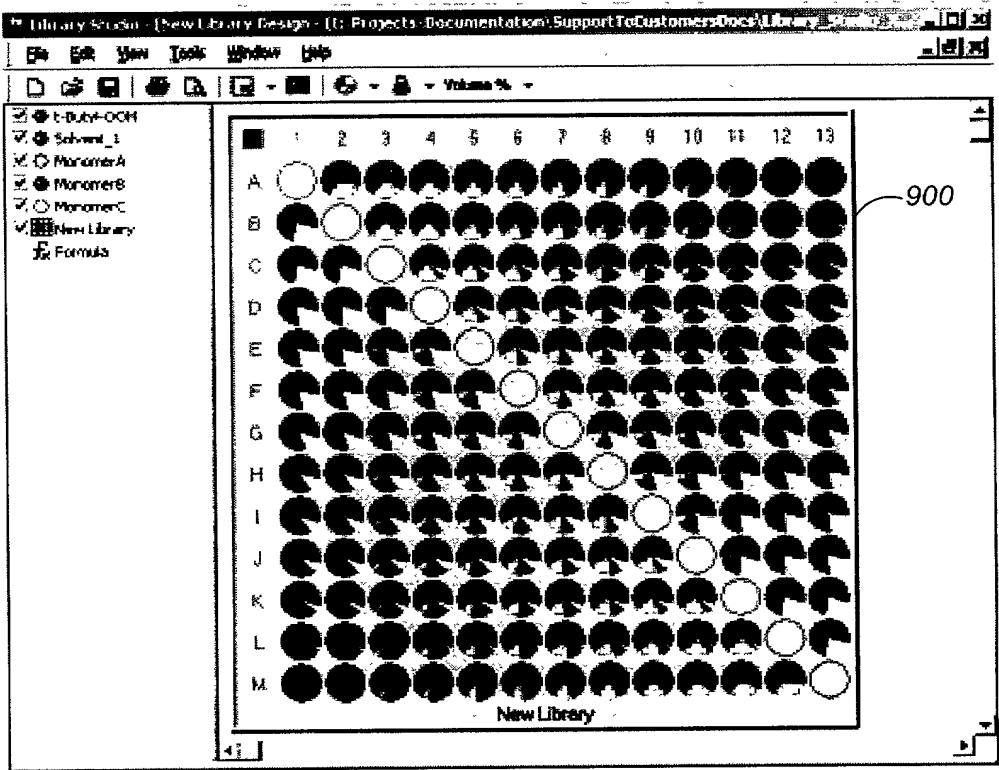 Library Studio - [New Library Design - [C: Projects\Documentation\SupportToCustomersDocs\Library_Studio
File Edit View Tools Window Help
Volume %
t-Butyl-OOH
Solvent_1
MonomerA
MonomerB
MonomerC
New Library
fx Formula
1 2 3 4 5 6 7 8 9 10 11 12 13
A
900
B
C
D
E
F
G
H
I
J
K
L
M
New Library